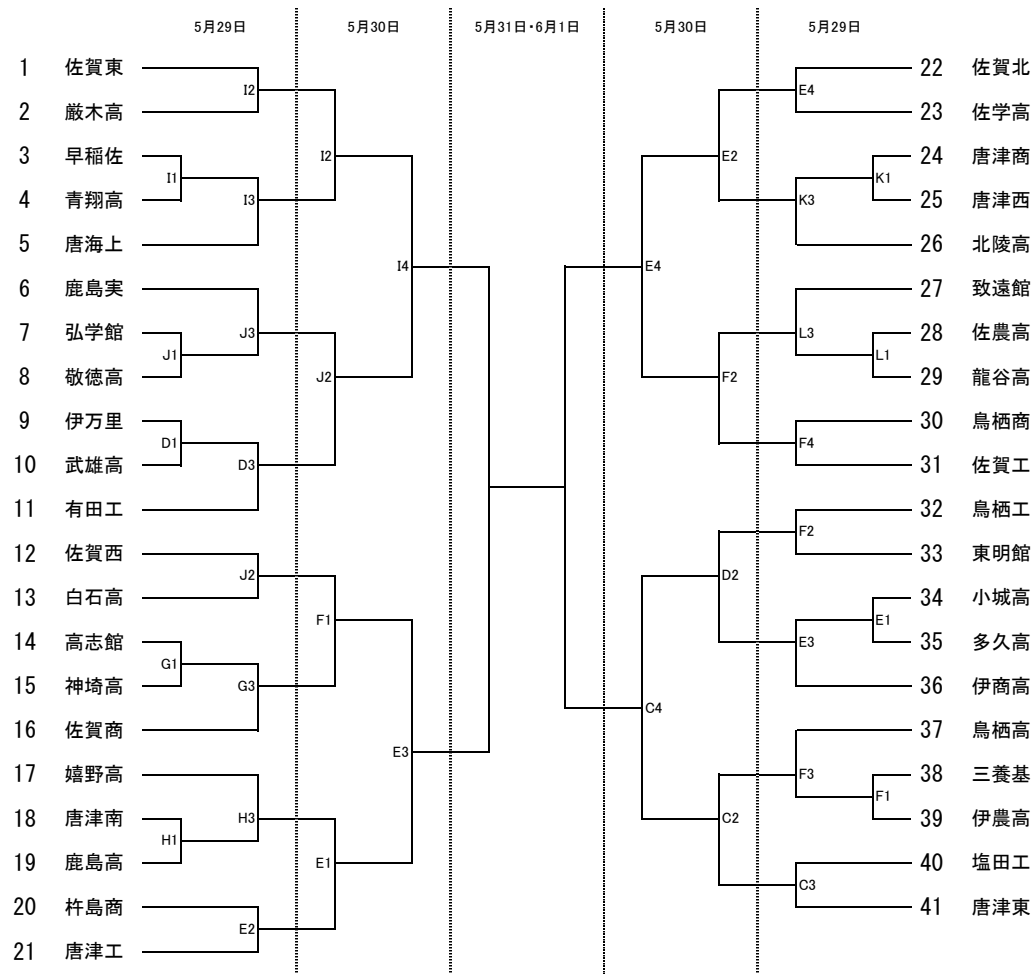 5月29日 5月30日 5月31日・6月1日 5月30日 5月29日
1 佐賀東 22 佐賀北
I2 E4
2 厳木高 23 佐学高
3 早稲佐 I2 E2 24 唐津商
I1 K1
4 青翔高 I3 K3 25 唐津西
5 唐海上 26 北陵高
I4 E4
6 鹿島実 27 致遠館
7 弘学館 J3 L3 28 佐農高
J1 L1
8 敬徳高 J2 F2 29 龍谷高
9 伊万里 30 鳥栖商
D1 F4
10 武雄高 D3 31 佐賀工
11 有田工 32 鳥栖工
F2
12 佐賀西 33 東明館
J2 D2
13 白石高 34 小城高
F1 E1
14 高志館 E3 35 多久高
G1
15 神埼高 G3 36 伊商高
C4
16 佐賀商 37 鳥栖高
E3
17 嬉野高 F3 38 三養基
F1
18 唐津南 H3 C2 39 伊農高
H1
19 鹿島高 E1 40 塩田工
C3
20 杵島商 41 唐津東
E2
21 唐津工